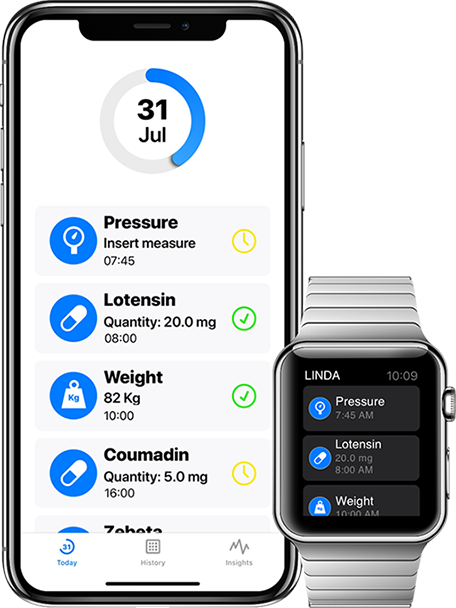 31
Jul
Pressure
Insert measure
07:45
Lotensin
Quantity: 20.0 mg
08:00
Kg
Weight
82 Kg
10:00
Coumadin
Quantity: 5.0 mg
16:00
Zebeta
31
Today
History
Insights
LINDA 10:09
Pressure
7:45 AM
Lotensin
20.0 mg
8:00 AM
Kg
Weight
10:00 AM